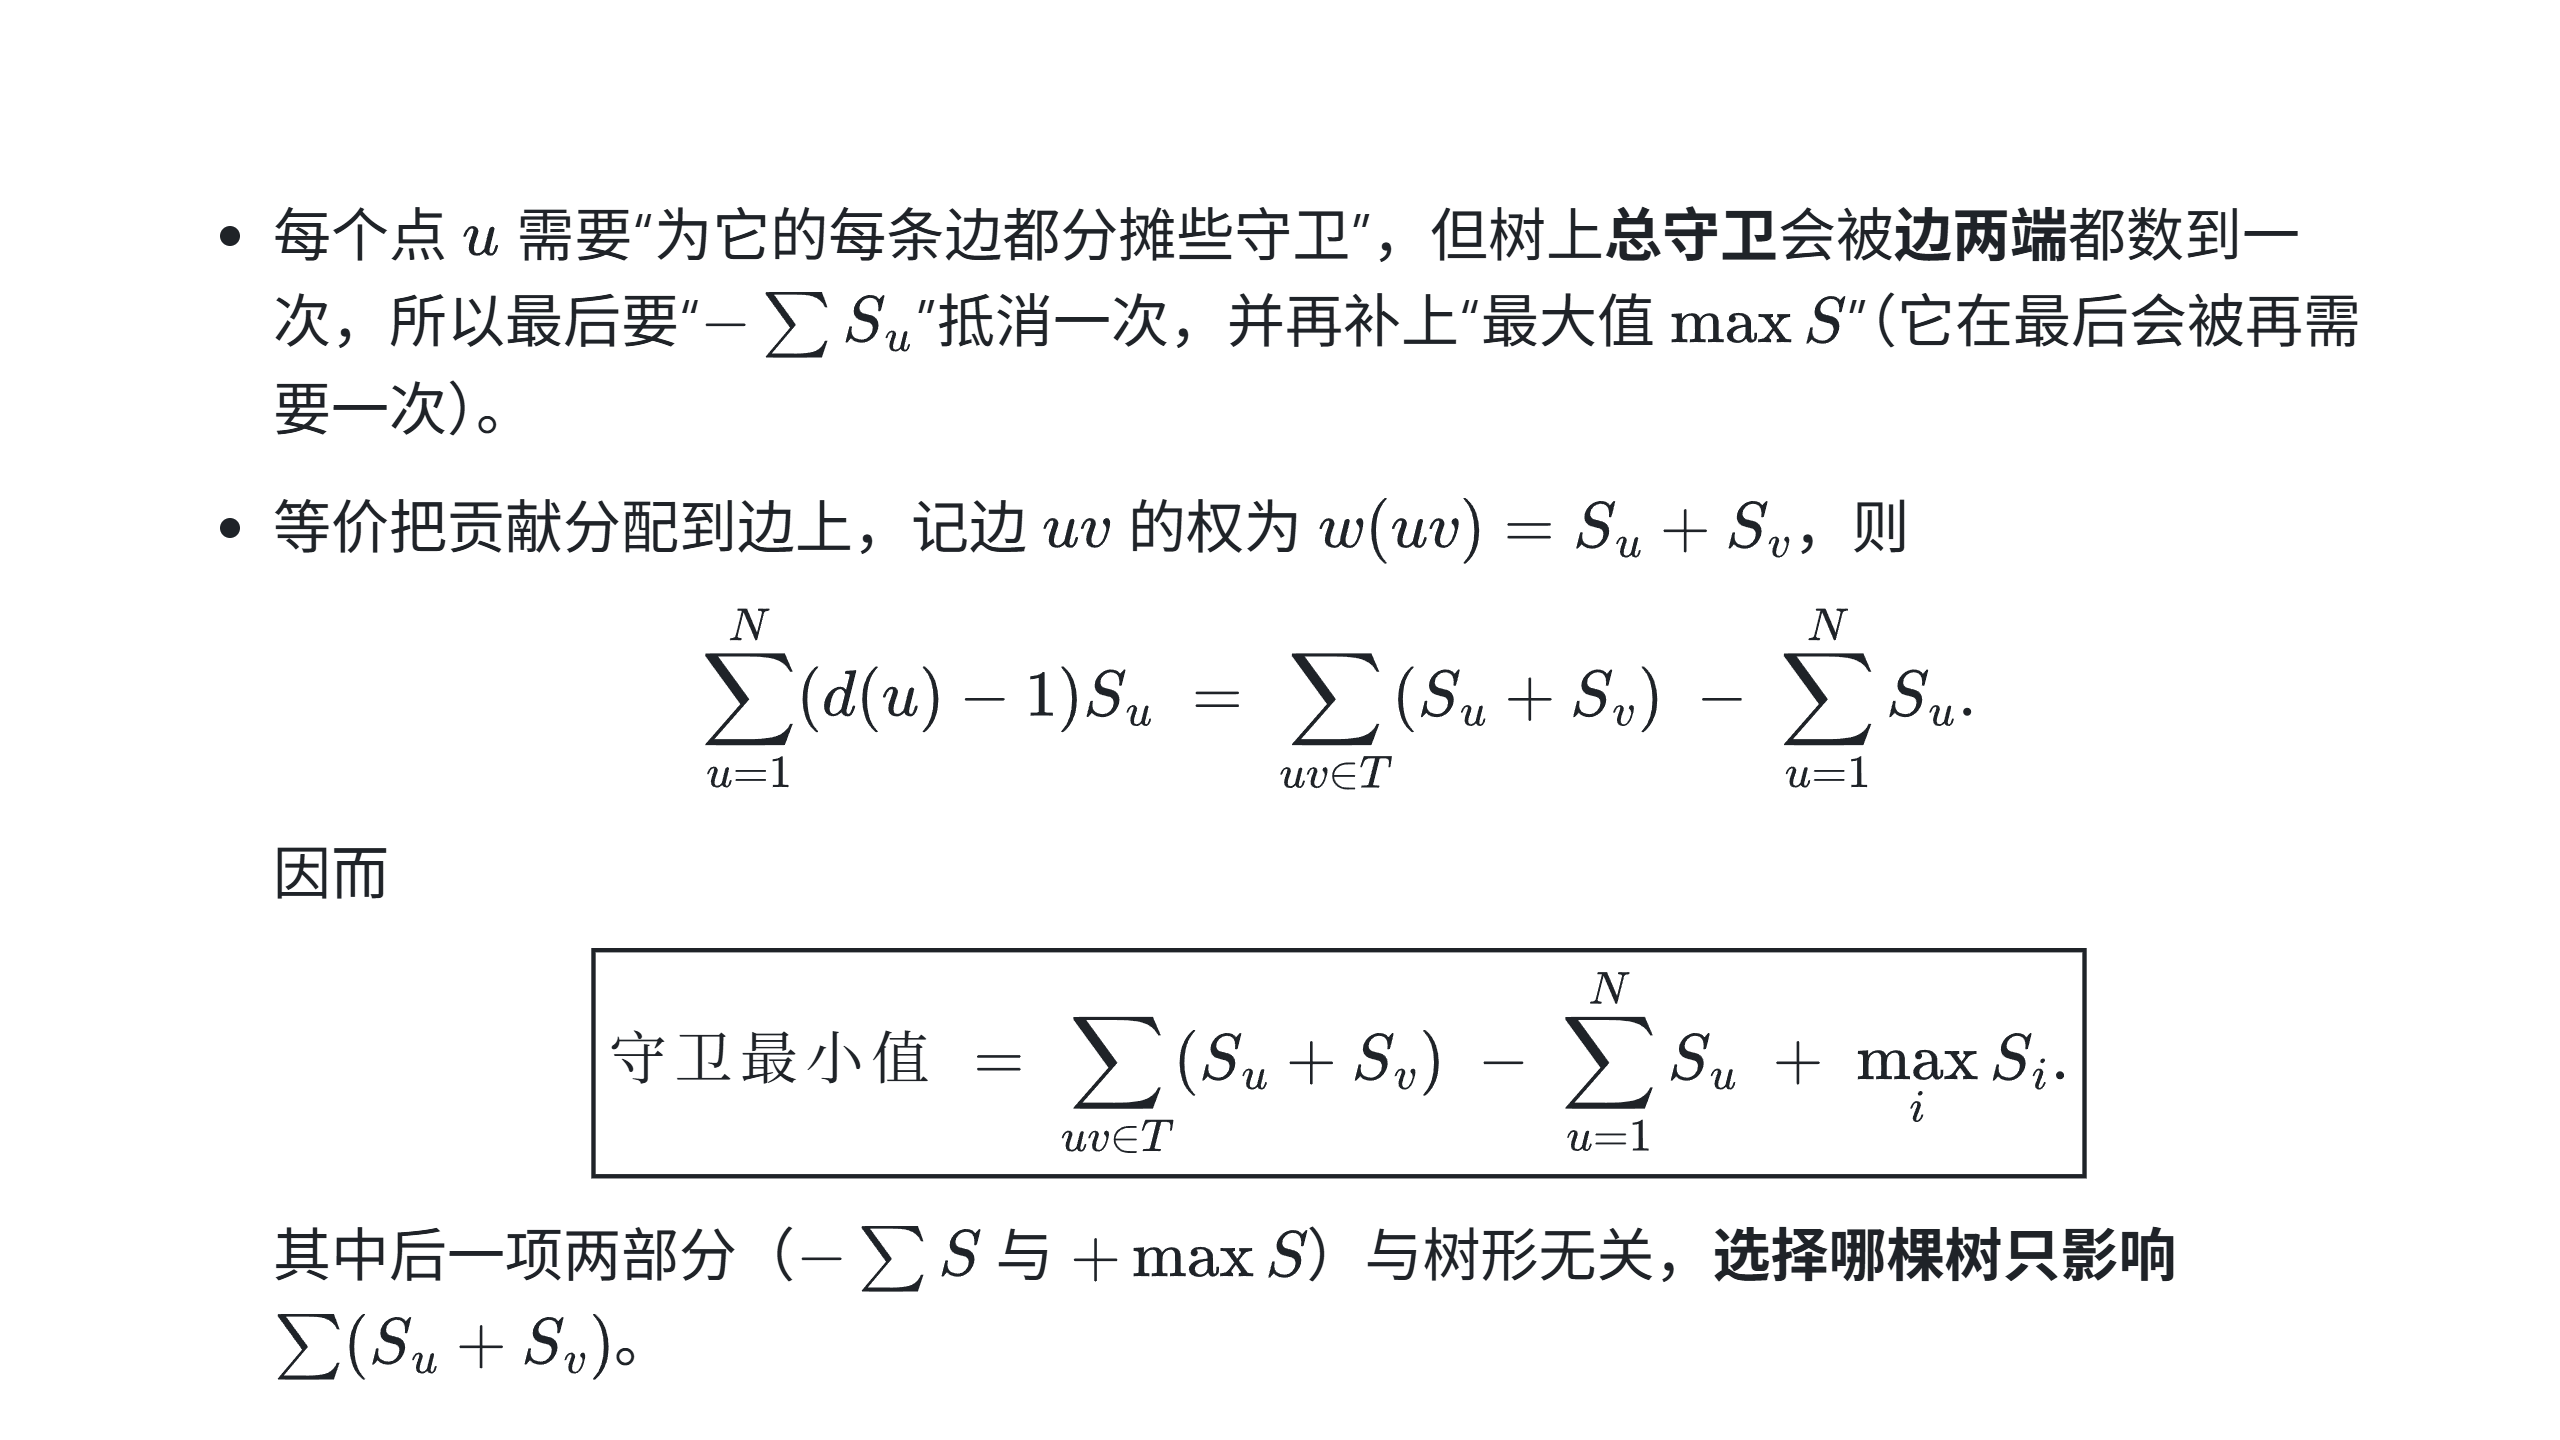 • 每个点 u 需要“为它的每条边都分摊些守卫”，但树上总守卫会被边两端都数到一
次，所以最后要“−∑ S_u”抵消一次，并再补上“最大值 max S”（它在最后会被再需
要一次）。
• 等价把贡献分配到边上，记边 uv 的权为 w(uv) = S_u + S_v，则
∑_{u=1}^{N} (d(u) − 1)S_u = ∑_{uv∈T} (S_u + S_v) − ∑_{u=1}^{N} S_u.
因而
守卫最小值 = ∑_{uv∈T} (S_u + S_v) − ∑_{u=1}^{N} S_u + max_i S_i.
其中后一项两部分（−∑ S 与 + max S）与树形无关，选择哪棵树只影响
∑(S_u + S_v)。